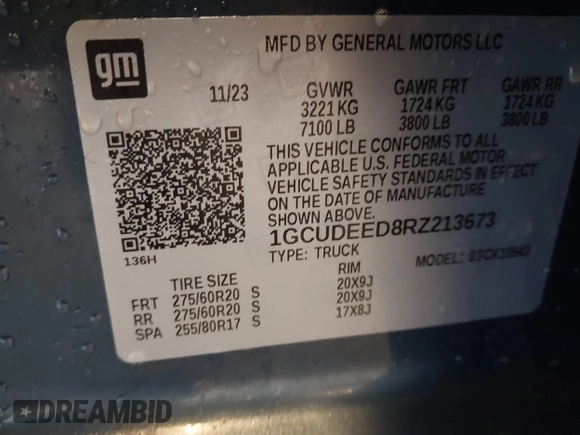 gm
MFD BY GENERAL MOTORS LLC
11/23 GVWR GAWR FRT GAWR RR
3221 KG 1724 KG 1724 KG
7100 LB 3800 LB 3800 LB
THIS VEHICLE CONFORMS TO ALL
APPLICABLE U.S. FEDERAL MOTOR
VEHICLE SAFETY STANDARDS IN EFFECT
ON THE DATE OF MANUFACTURE
SHOWN ABOVE.
1GCUDEED8RZ213673
136H
TYPE: TRUCK MODEL:
TIRE SIZE RIM
FRT 275/60R20 S 20X9J
RR 275/60R20 S 20X9J
SPA 255/80R17 S 17X8J
DREAMBID